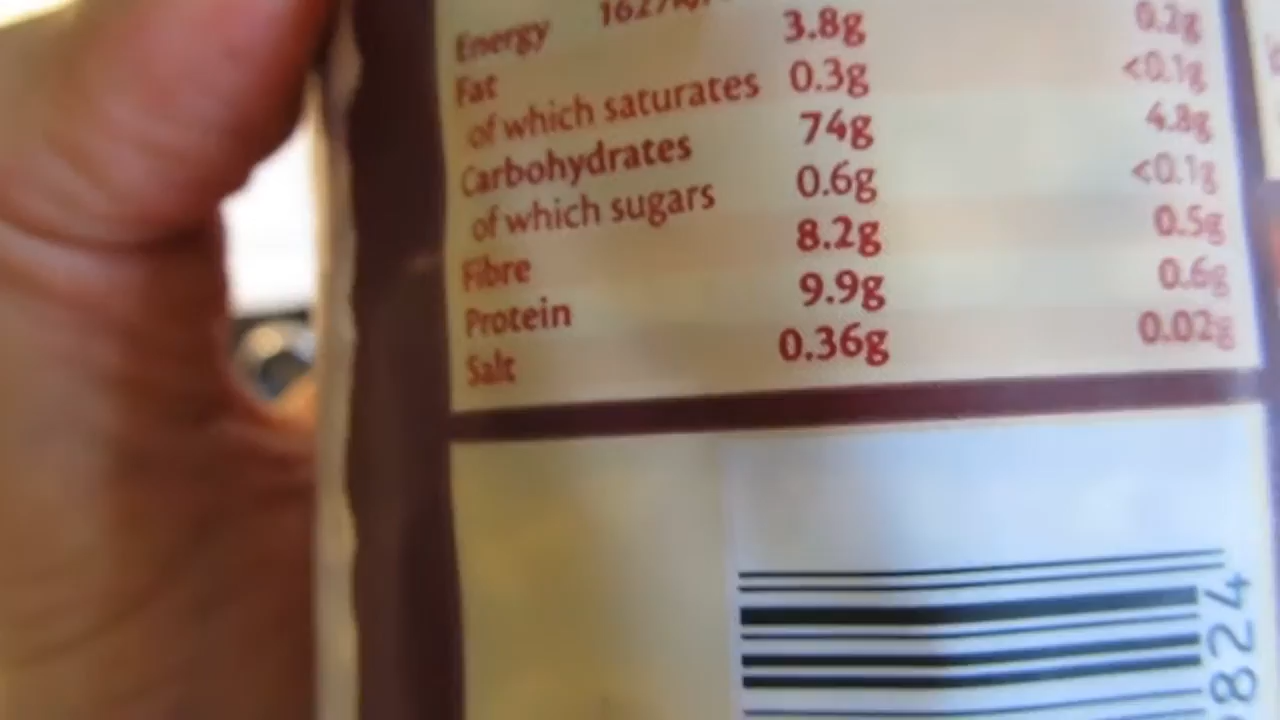 Energy
Fat 3.8g 0.2g
of which saturates 0.3g <0.1g
Carbohydrates 74g 4.8g
of which sugars 0.6g <0.1g
Fibre 8.2g 0.5g
Protein 9.9g 0.6g
Salt 0.36g 0.02g
824